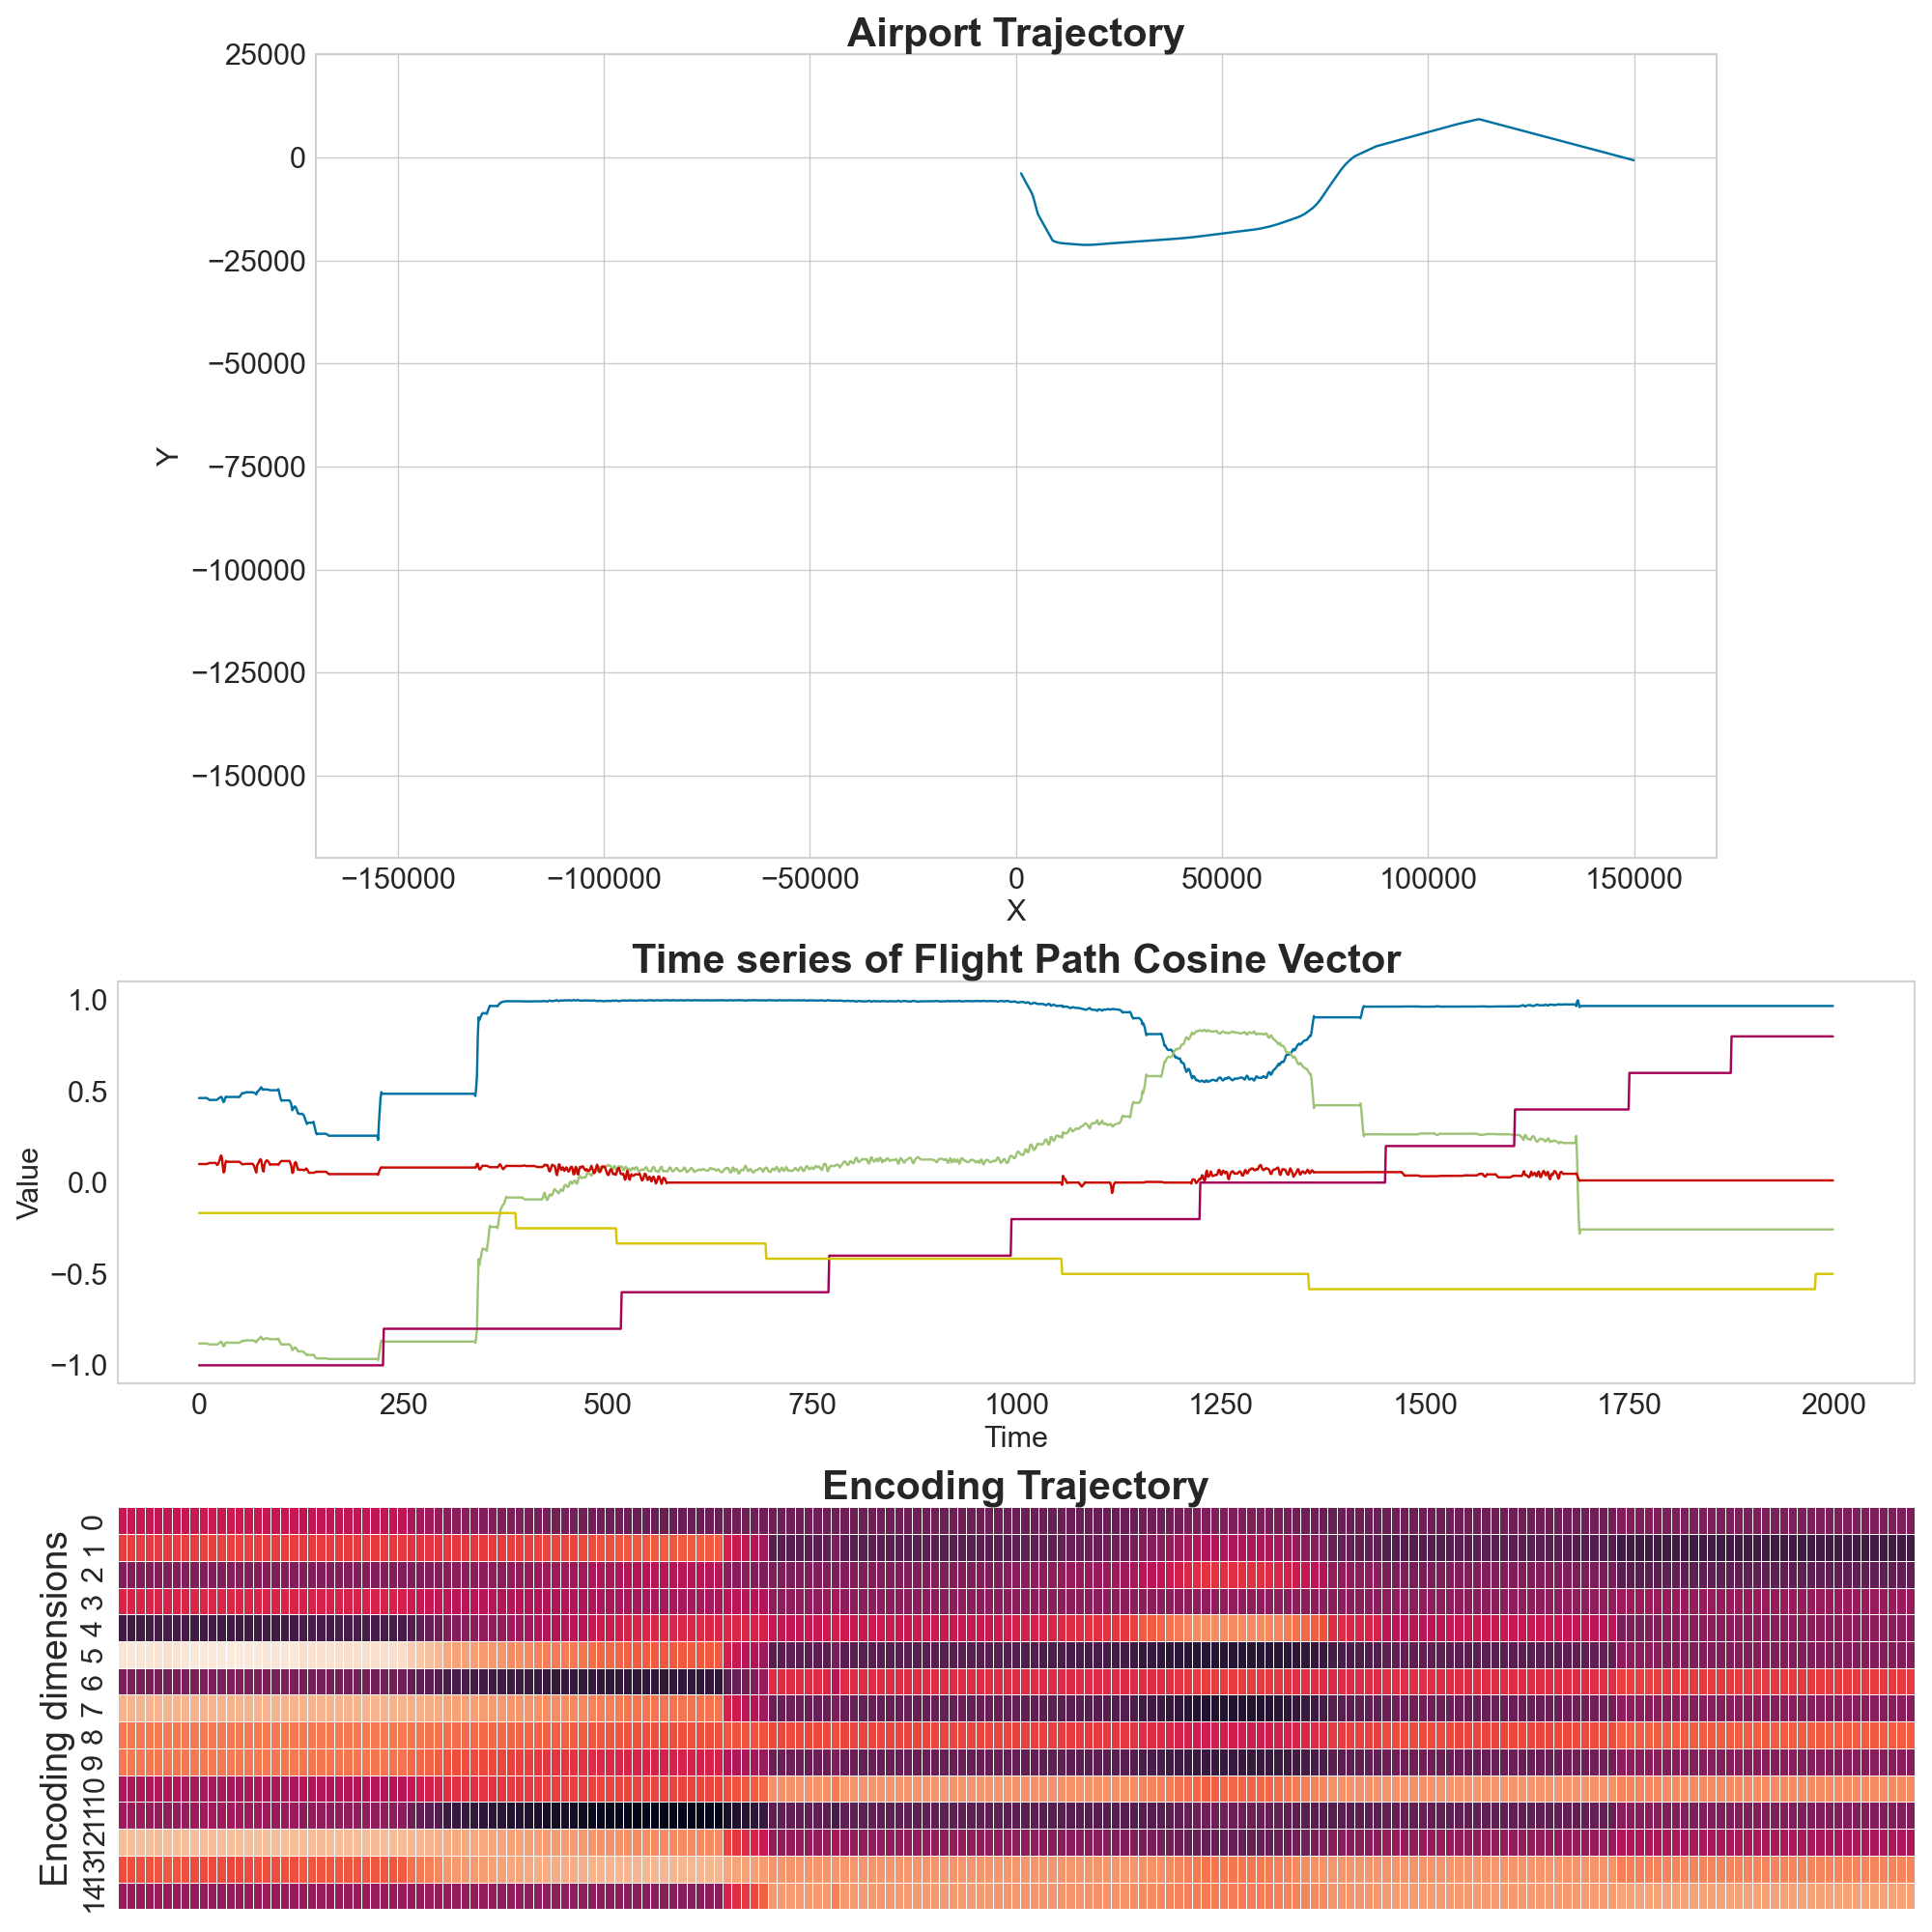 Airport Trajectory
25000
0
−25000
−50000
−75000
−100000
−125000
−150000
Y
−150000 −100000 −50000 0 50000 100000 150000
X
Time series of Flight Path Cosine Vector
1.0
0.5
0.0
−0.5
−1.0
Value
0 250 500 750 1000 1250 1500 1750 2000
Time
Encoding Trajectory
Encoding dimensions
0
1
2
3
4
5
6
7
8
9
10
11
12
13
14